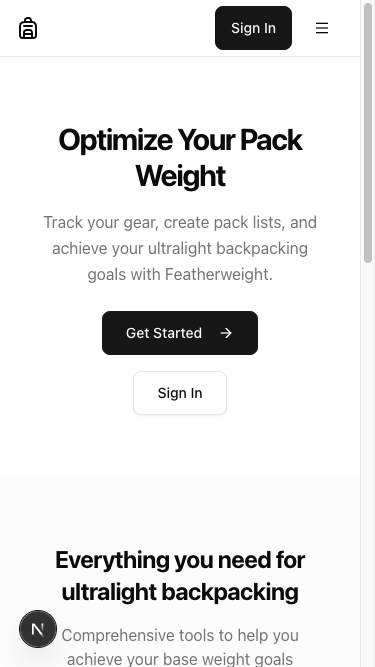 Sign In
Optimize Your Pack
Weight
Track your gear, create pack lists, and
achieve your ultralight backpacking
goals with Featherweight.
Get Started
Sign In
Everything you need for
ultralight backpacking
N
Comprehensive tools to help you
achieve your base weight goals